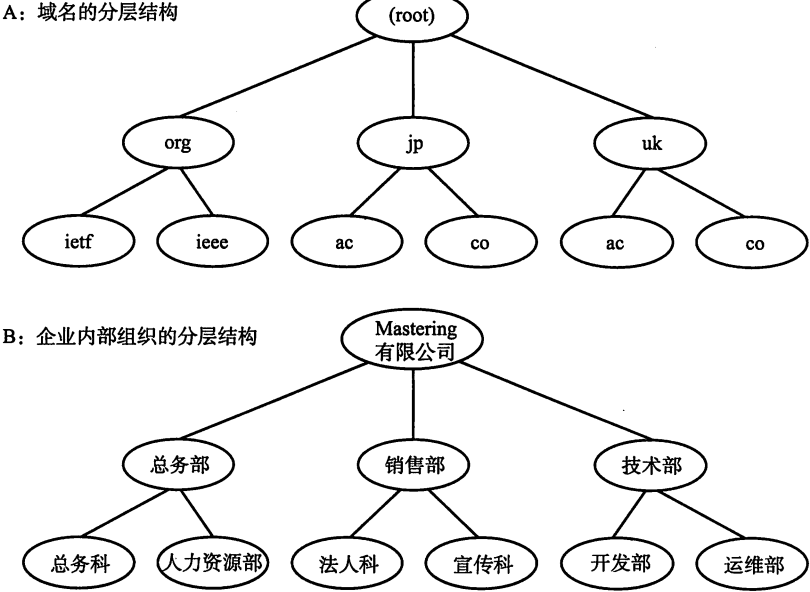 A：域名的分层结构
(root)
org
jp
uk
ietf
ieee
ac
co
ac
co
B：企业内部组织的分层结构
Mastering
有限公司
总务部
销售部
技术部
总务科
人力资源部
法人科
宣传科
开发部
运维部